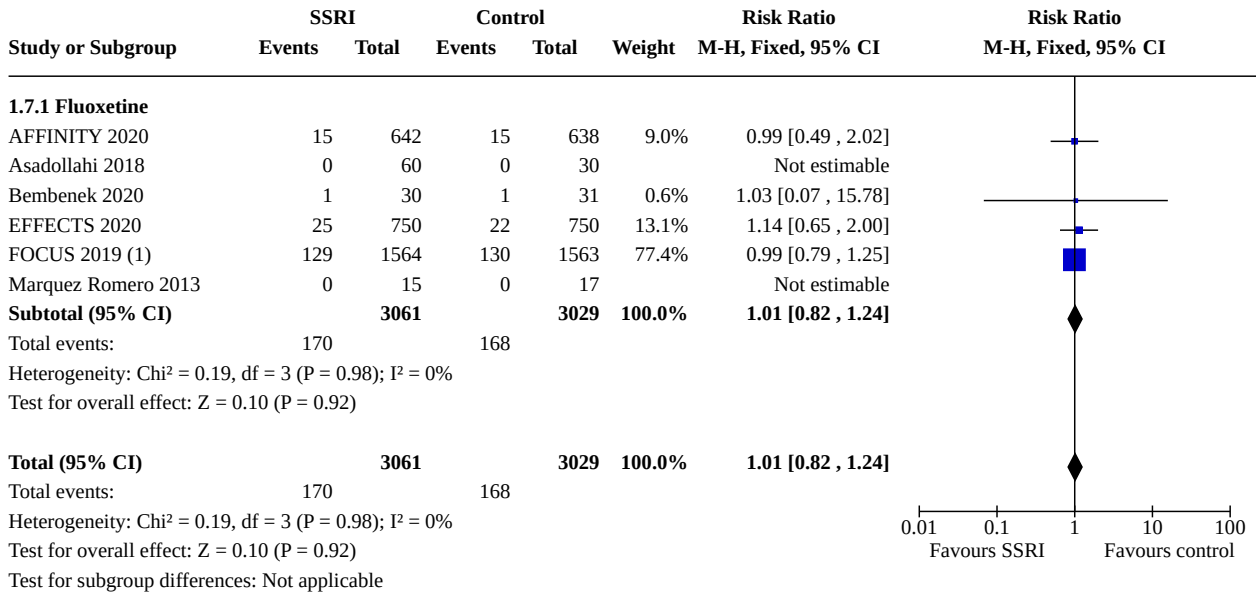 SSRI Control Risk Ratio Risk Ratio
Study or Subgroup Events Total Events Total Weight M-H, Fixed, 95% CI M-H, Fixed, 95% CI
1.7.1 Fluoxetine
AFFINITY 2020 15 642 15 638 9.0% 0.99 [0.49 , 2.02]
Asadollahi 2018 0 60 0 30 Not estimable
Bembenek 2020 1 30 1 31 0.6% 1.03 [0.07 , 15.78]
EFFECTS 2020 25 750 22 750 13.1% 1.14 [0.65 , 2.00]
FOCUS 2019 (1) 129 1564 130 1563 77.4% 0.99 [0.79 , 1.25]
Marquez Romero 2013 0 15 0 17 Not estimable
Subtotal (95% CI) 3061 3029 100.0% 1.01 [0.82 , 1.24]
Total events: 170 168
Heterogeneity: Chi² = 0.19, df = 3 (P = 0.98); I² = 0%
Test for overall effect: Z = 0.10 (P = 0.92)
Total (95% CI) 3061 3029 100.0% 1.01 [0.82 , 1.24]
Total events: 170 168
Heterogeneity: Chi² = 0.19, df = 3 (P = 0.98); I² = 0%
0.01 0.1 1 10 100
Test for overall effect: Z = 0.10 (P = 0.92) Favours SSRI Favours control
Test for subgroup differences: Not applicable